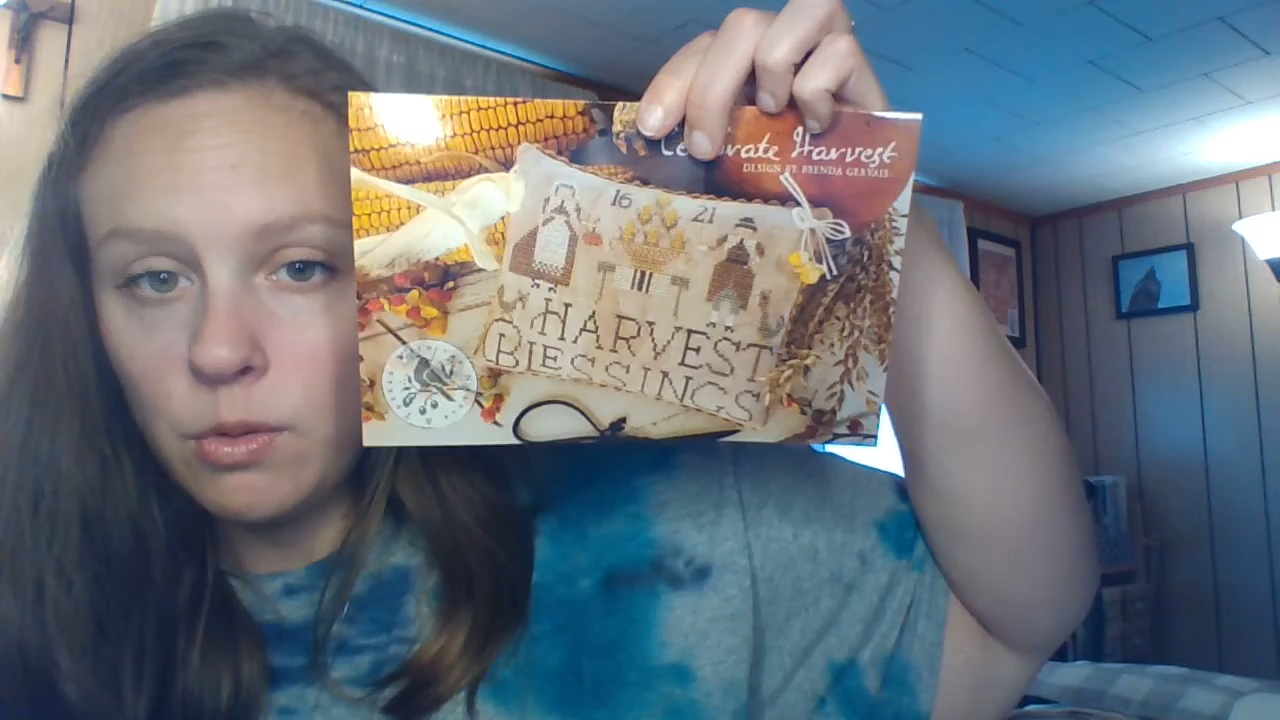 Celebrate Harvest
DESIGN BY BRENDA GERVAIS
16 21
HARVEST
BLESSINGS